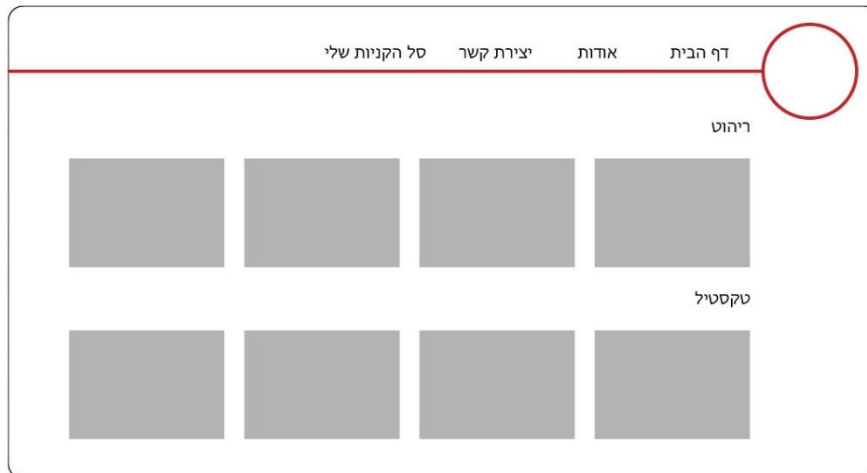 דף הבית אודות יצירת קשר סל הקניות שלי
ריהוט
טקסטיל